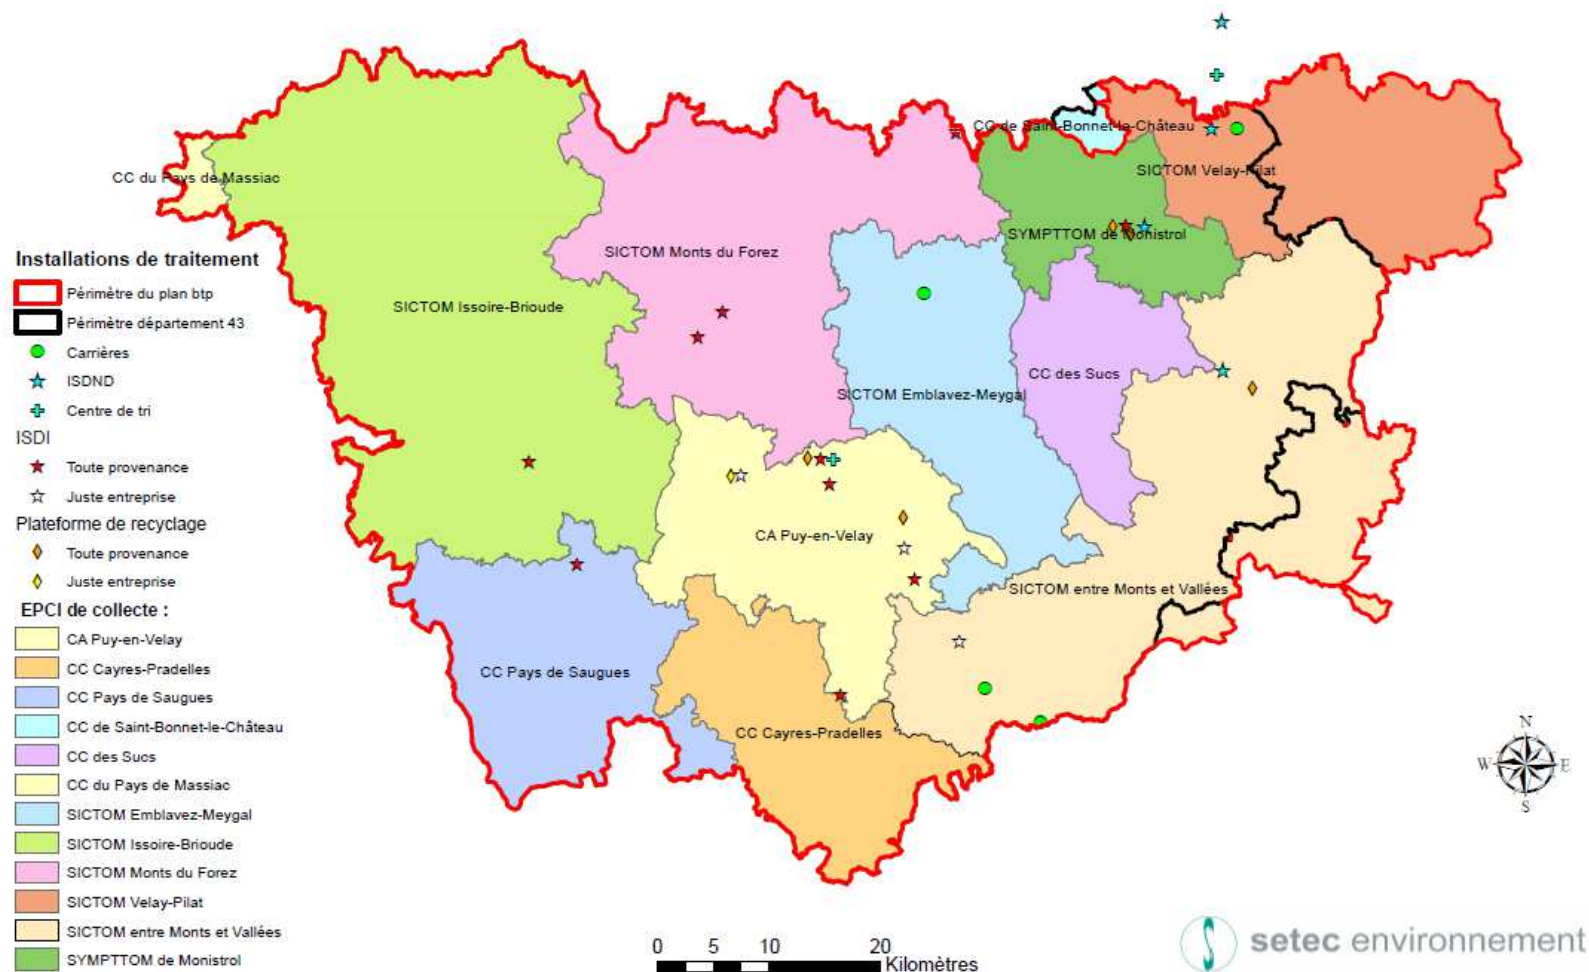 CC de Saint-Bonnet-le-Château
SICTOM Velay-Pilat
CC du Pays de Massiac
SYMPTTOM de Monistrol
SICTOM Monts du Forez
SICTOM Issoire-Brioude
CC des Sucs
SICTOM Emblavez-Meygal
CA Puy-en-Velay
SICTOM entre Monts et Vallées
CC Pays de Saugues
CC Cayres-Pradelles
Installations de traitement
Périmètre du plan btp
Périmètre département 43
Carrières
ISDND
Centre de tri
ISDI
Toute provenance
Juste entreprise
Plateforme de recyclage
Toute provenance
Juste entreprise
EPCI de collecte :
CA Puy-en-Velay
CC Cayres-Pradelles
CC Pays de Saugues
CC de Saint-Bonnet-le-Château
CC des Sucs
CC du Pays de Massiac
SICTOM Emblavez-Meygal
SICTOM Issoire-Brioude
SICTOM Monts du Forez
SICTOM Velay-Pilat
SICTOM entre Monts et Vallées
SYMPTTOM de Monistrol
0 5 10 20
Kilomètres
N
W E
S
setec environnement